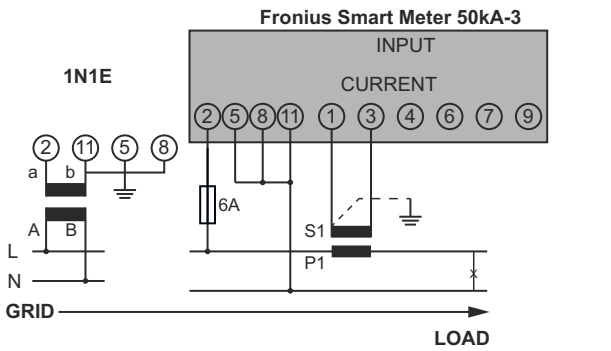 Fronius Smart Meter 50kA-3
INPUT
1N1E
CURRENT
2 5 8 11 1 3 4 6 7 9
2 11 5 8
a b
6A
A B
S1
L
P1
N
x
GRID
LOAD